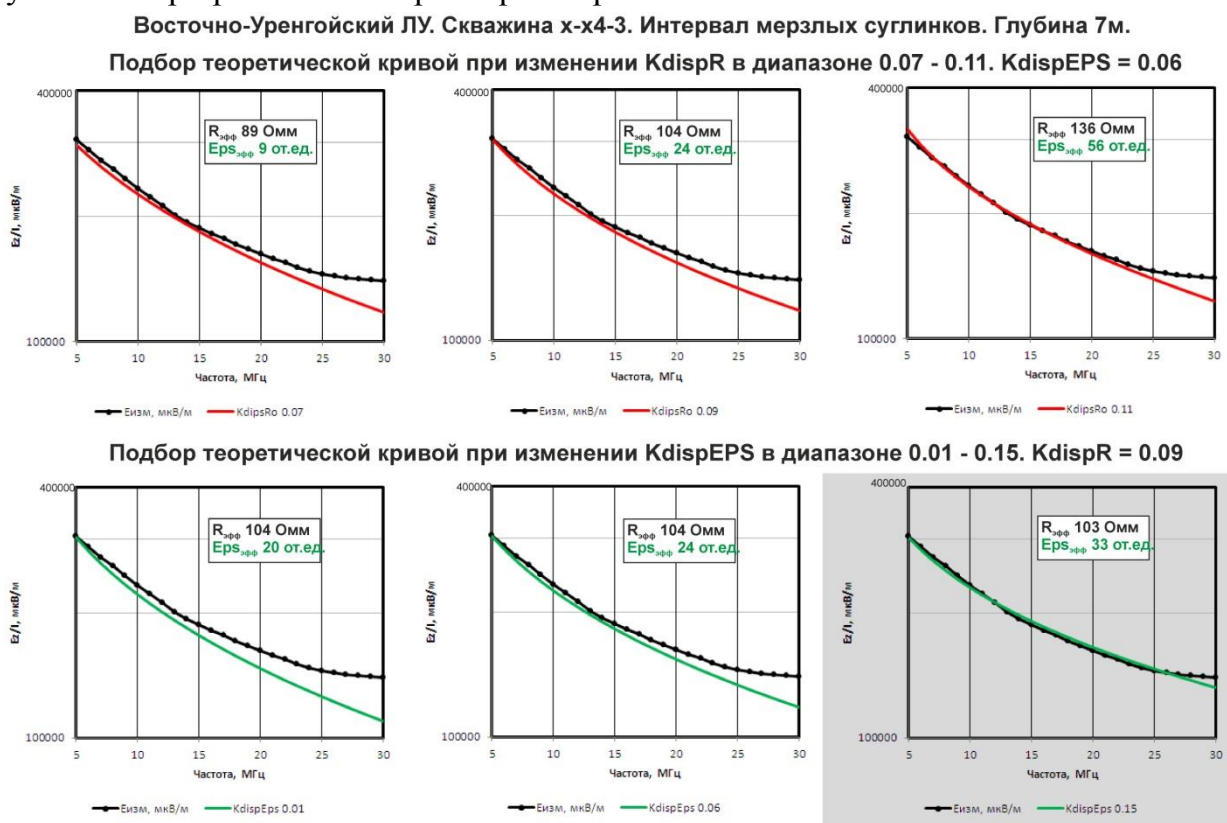 Восточно-Уренгойский ЛУ. Скважина х-х4-3. Интервал мерзлых суглинков. Глубина 7м.
Подбор теоретической кривой при изменении KdispR в диапазоне 0.07 - 0.11. KdispEPS = 0.06
400000
Rэфф 89 Омм
Epsэфф 9 от.ед.
Ez/I, мкВ/м
100000
5 10 15 20 25 30
Частота, МГц
Еизм, мкВ/м KdipsRo 0.07
400000
Rэфф 104 Омм
Epsэфф 24 от.ед.
Ez/I, мкВ/м
100000
5 10 15 20 25 30
Частота, МГц
Еизм, мкВ/м KdipsRo 0.09
400000
Rэфф 136 Омм
Epsэфф 56 от.ед.
Ez/I, мкВ/м
100000
5 10 15 20 25 30
Частота, МГц
Еизм, мкВ/м KdipsRo 0.11
Подбор теоретической кривой при изменении KdispEPS в диапазоне 0.01 - 0.15. KdispR = 0.09
400000
Rэфф 104 Омм
Epsэфф 20 от.ед.
Ez/I, мкВ/м
100000
5 10 15 20 25 30
Частота, МГц
Еизм, мкВ/м KdispEps 0.01
400000
Rэфф 104 Омм
Epsэфф 24 от.ед.
Ez/I, мкВ/м
100000
5 10 15 20 25 30
Частота, МГц
Еизм, мкВ/м KdispEps 0.06
400000
Rэфф 103 Омм
Epsэфф 33 от.ед.
Ez/I, мкВ/м
100000
5 10 15 20 25 30
Частота, МГц
Еизм, мкВ/м KdispEps 0.15